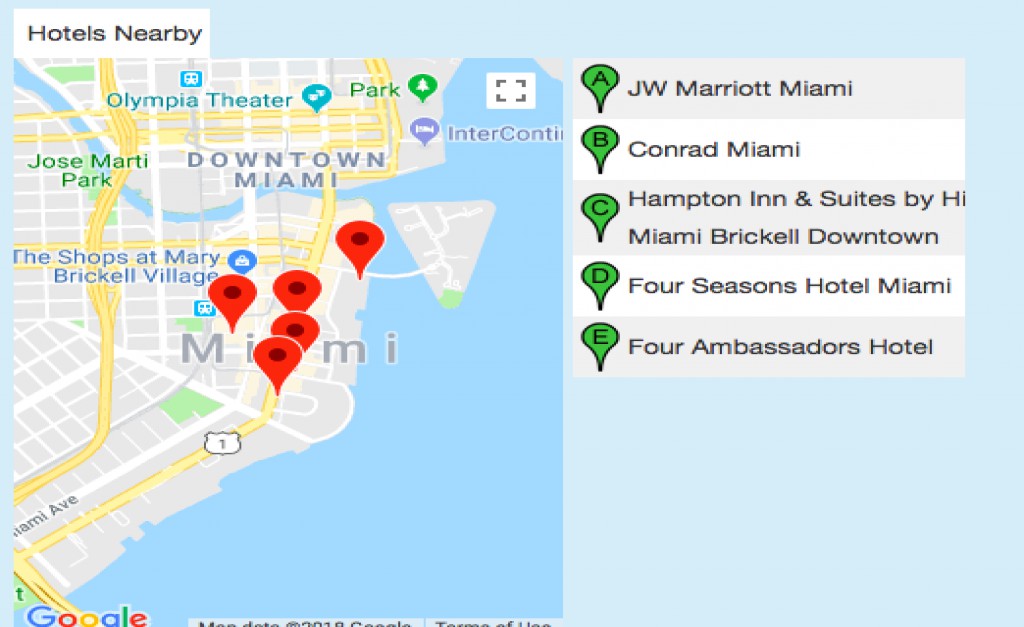 Hotels Nearby
Olympia Theater
Park
InterConti
DOWNTOWN
MIAMI
Jose Marti
Park
The Shops at Mary
Brickell Village
Miami
1
iami Ave
t
Google
Map data ©2018 Google
Terms of Use
A JW Marriott Miami
B Conrad Miami
C Hampton Inn & Suites by Hi
Miami Brickell Downtown
D Four Seasons Hotel Miami
E Four Ambassadors Hotel